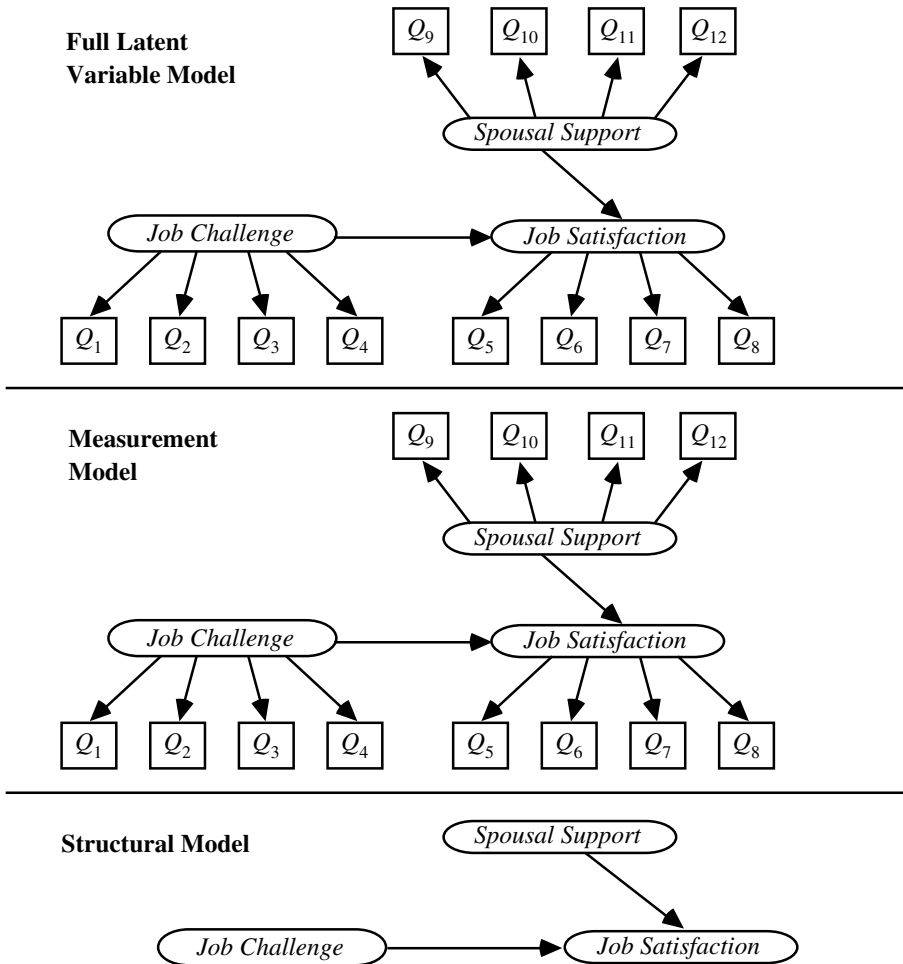 Full Latent
Variable Model
Q9 Q10 Q11 Q12
Spousal Support
Job Challenge Job Satisfaction
Q1 Q2 Q3 Q4 Q5 Q6 Q7 Q8
Measurement
Model
Q9 Q10 Q11 Q12
Spousal Support
Job Challenge Job Satisfaction
Q1 Q2 Q3 Q4 Q5 Q6 Q7 Q8
Structural Model
Spousal Support
Job Challenge Job Satisfaction